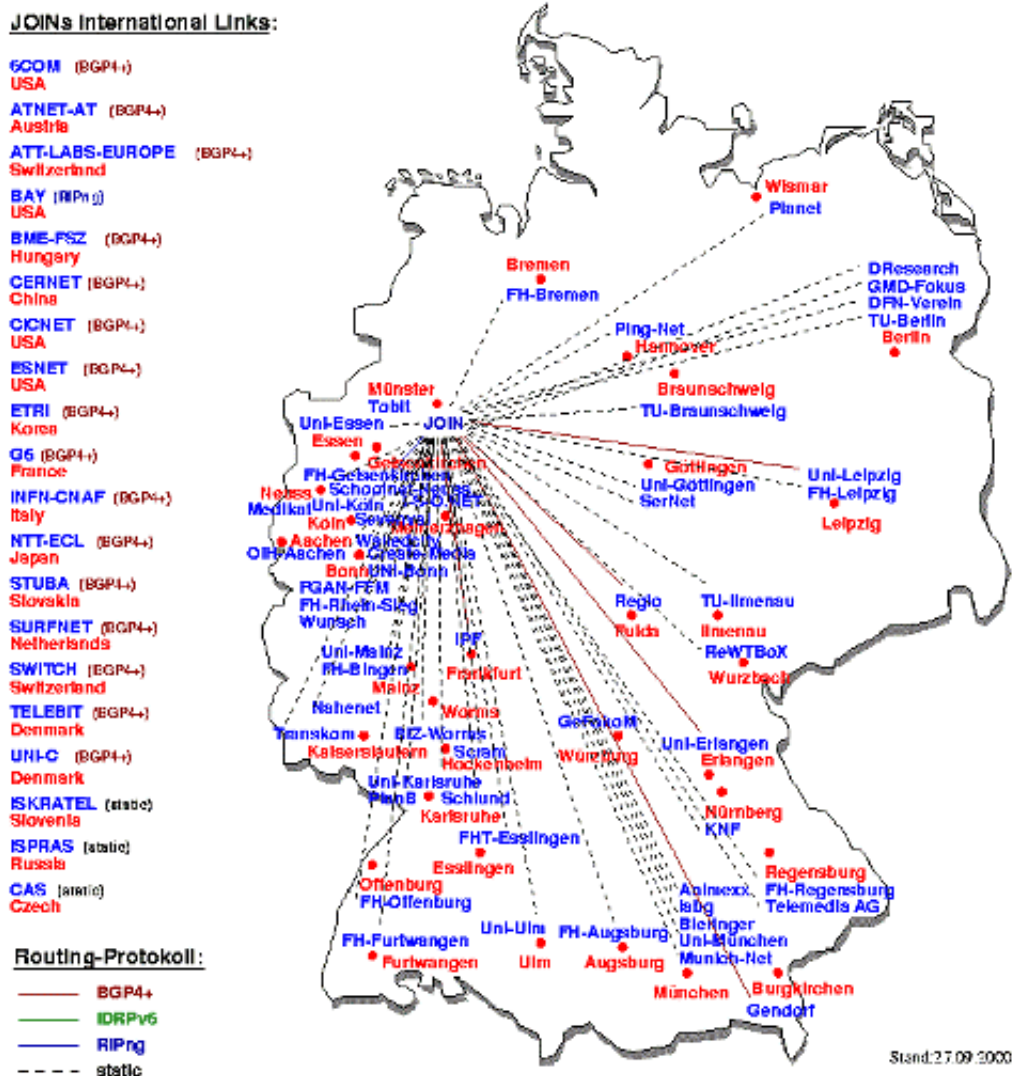 JOINs International Links:
6COM (BGP4+)
USA
ATNET-AT (BGP4+)
Austria
ATT-LABS-EUROPE (BGP4+)
Switzerland
BAY (RIPng)
USA
BME-FSZ (BGP4+)
Hungary
CERNET (BGP4+)
China
CICNET (BGP4+)
USA
ESNET (BGP4+)
USA
ETRI (BGP4+)
Korea
G6 (BGP4+)
France
INFN-CNAF (BGP4+)
Italy
NTT-ECL (BGP4+)
Japan
STUBA (BGP4+)
Slovakia
SURFNET (BGP4+)
Netherlands
SWITCH (BGP4+)
Switzerland
TELEBIT (BGP4+)
Denmark
UNI-C (BGP4+)
Denmark
ISKRATEL (static)
Slovenia
ISPRAS (static)
Russia
CAS (static)
Czech
Routing-Protokoll:
BGP4+
IDRPv6
RIPng
static
Wismar
Planet
Bremen
FH-Bremen
DResearch
GMD-Fokus
DFN-Verein
TU-Berlin
Berlin
Ping-Net
Hannover
Braunschweig
TU-Braunschweig
Münster
Tobit
JOIN
Uni-Essen
Essen
Gelsenkirchen
FH-Gelsenkirchen
Neuss
Medikat
Uni-Köln
Köln
Meinerzhagen
Aachen
OIH-Aachen
Create-Media
Bonn
UNI-Bonn
FGAN-FFM
FH-Rhein-Sieg
Wunsch
Göttingen
Uni-Göttingen
SerNet
Uni-Leipzig
FH-Leipzig
Leipzig
Regio
Fulda
TU-Ilmenau
Ilmenau
ReWTBoX
Wurzbach
IPF
Frankfurt
Uni-Mainz
FH-Bingen
Mainz
Nahenet
Worms
BIZ-Worms
Transkom
Kaiserslautern
Scram
Hockenheim
GeFökoM
Würzburg
Uni-Erlangen
Erlangen
Nürnberg
KNF
Uni-Karlsruhe
PlanB
Schlund
Karlsruhe
FHT-Esslingen
Esslingen
Regensburg
FH-Regensburg
Telemedia AG
Offenburg
FH-Offenburg
FH-Furtwangen
Furtwangen
Uni-Ulm
Ulm
FH-Augsburg
Augsburg
Uni-München
Munich-Net
München
Burgkirchen
Gendorf
Stand:27.09.2000